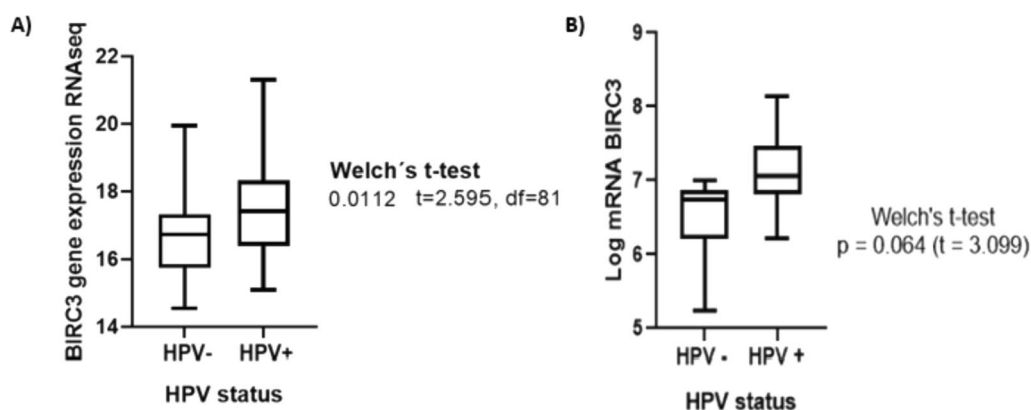 A)
BIRC3 gene expression RNAseq
22
20
18
16
14
HPV-
HPV+
HPV status
Welch´s t-test
0.0112 t=2.595, df=81
B)
Log mRNA BIRC3
9
8
7
6
5
HPV -
HPV +
HPV status
Welch's t-test
p = 0.064 (t = 3.099)